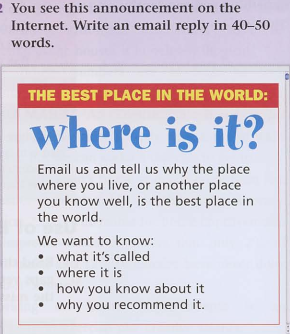 2 You see this announcement on the
Internet. Write an email reply in 40–50
words.
THE BEST PLACE IN THE WORLD:
where is it?
Email us and tell us why the place
where you live, or another place
you know well, is the best place in
the world.
We want to know:
• what it's called
• where it is
• how you know about it
• why you recommend it.